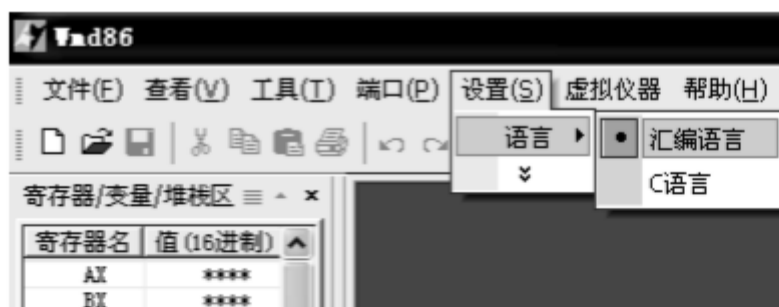 Wmd86
文件(F) 查看(V) 工具(T) 端口(P) 设置(S) 虚拟仪器 帮助(H)
语言 汇编语言
C语言
寄存器/变量/堆栈区
寄存器名 值(16进制)
AX ****
BX ****